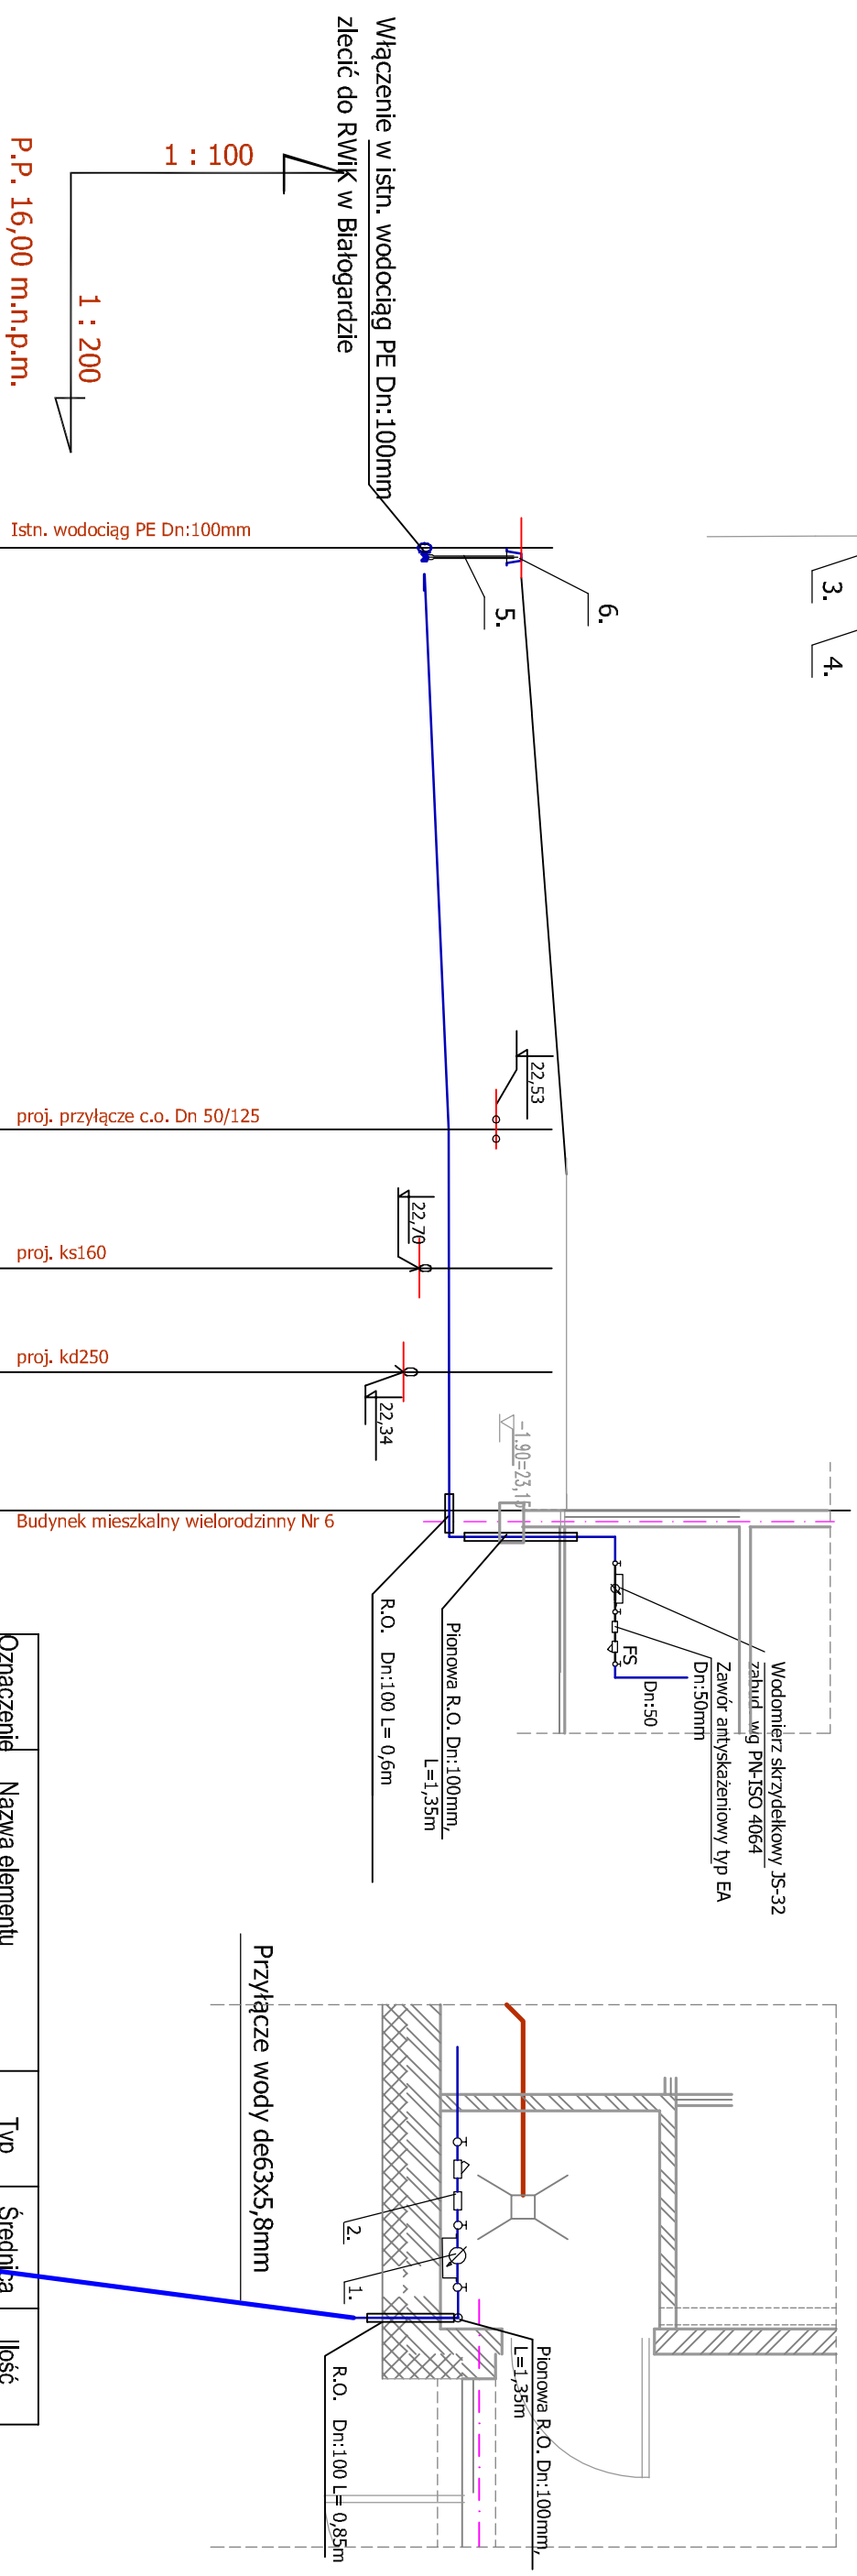 Włączenie w istn. wodociąg PE Dn:100mm
zlecić do RWiK w Białogardzie
1 : 100
1 : 200
P.P. 16,00 m.n.p.m.
Istn. wodociąg PE Dn:100mm
3.
4.
5.
6.
22,53
proj. przyłącze c.o. Dn 50/125
22,70
proj. ks160
proj. kd250
22,34
-1.90=23,15
Budynek mieszkalny wielorodzinny Nr 6
Wodomierz skrzydełkowy JS-32
zabud. wg PN-ISO 4064
Zawór antyskażeniowy typ EA
Dn:50mm
FS
Dn:50
Pionowa R.O. Dn:100mm,
L=1,35m
R.O. Dn:100 L= 0,6m
Oznaczenie Nazwa elementu Typ Średnica Ilość
Przyłącze wody de63x5,8mm
2.
1.
Pionowa R.O. Dn:100mm,
L=1,35m
R.O. Dn:100 L= 0,85m